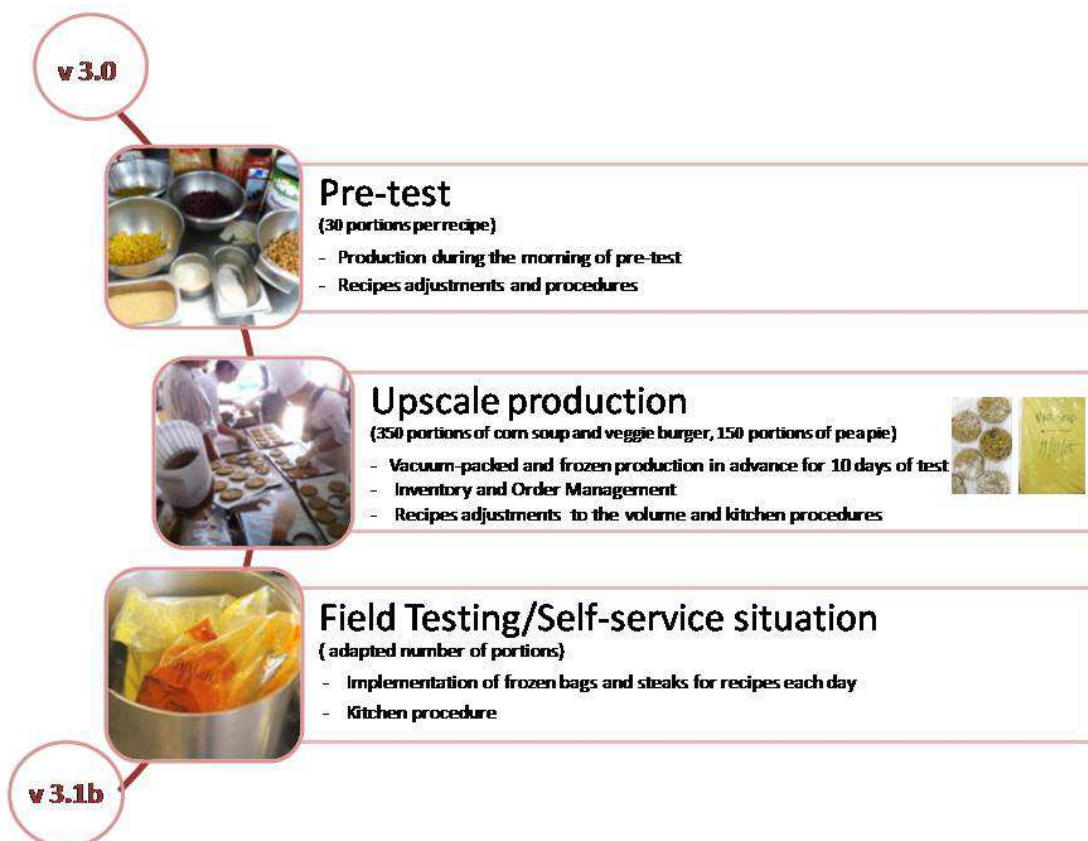 v 3.0
Pre-test
(30 portions per recipe)
- Production during the morning of pre-test
- Recipes adjustments and procedures
Upscale production
(350 portions of corn soup and veggie burger, 150 portions of pea pie)
- Vacuum-packed and frozen production in advance for 10 days of test
- Inventory and Order Management
- Recipes adjustments to the volume and kitchen procedures
Field Testing/Self-service situation
( adapted number of portions)
- Implementation of frozen bags and steaks for recipes each day
- Kitchen procedure
v 3.1b